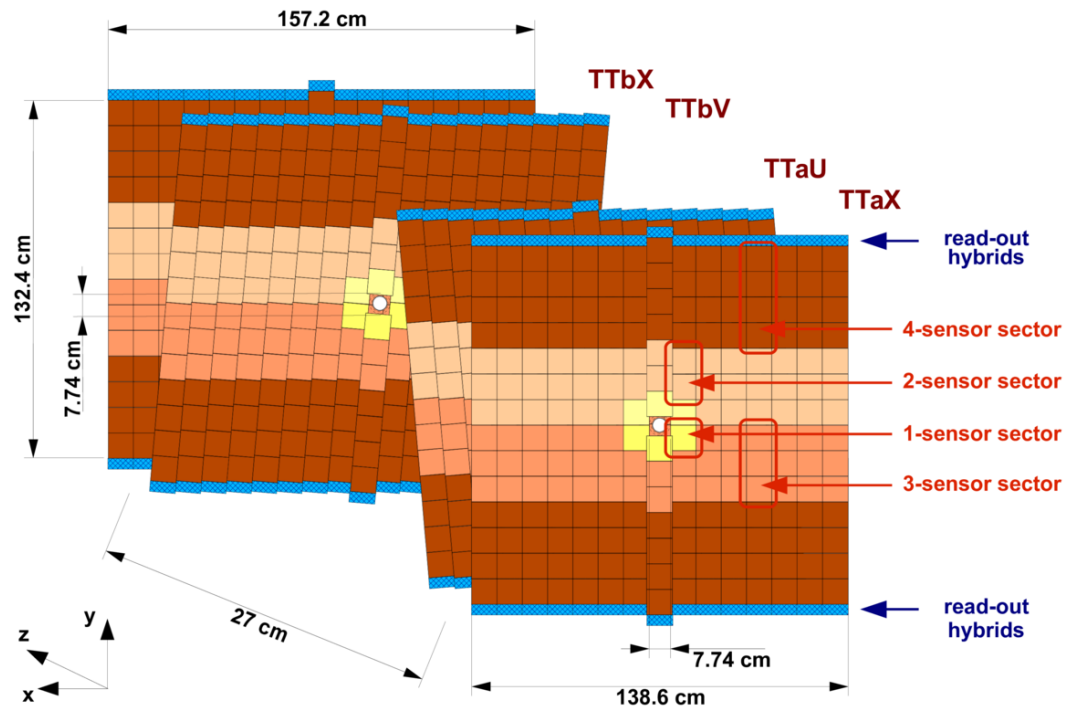 157.2 cm
TTbX
TTbV
TTaU
TTaX
read-out
hybrids
132.4 cm
7.74 cm
4-sensor sector
2-sensor sector
1-sensor sector
3-sensor sector
27 cm
read-out
hybrids
y
z
x
7.74 cm
138.6 cm